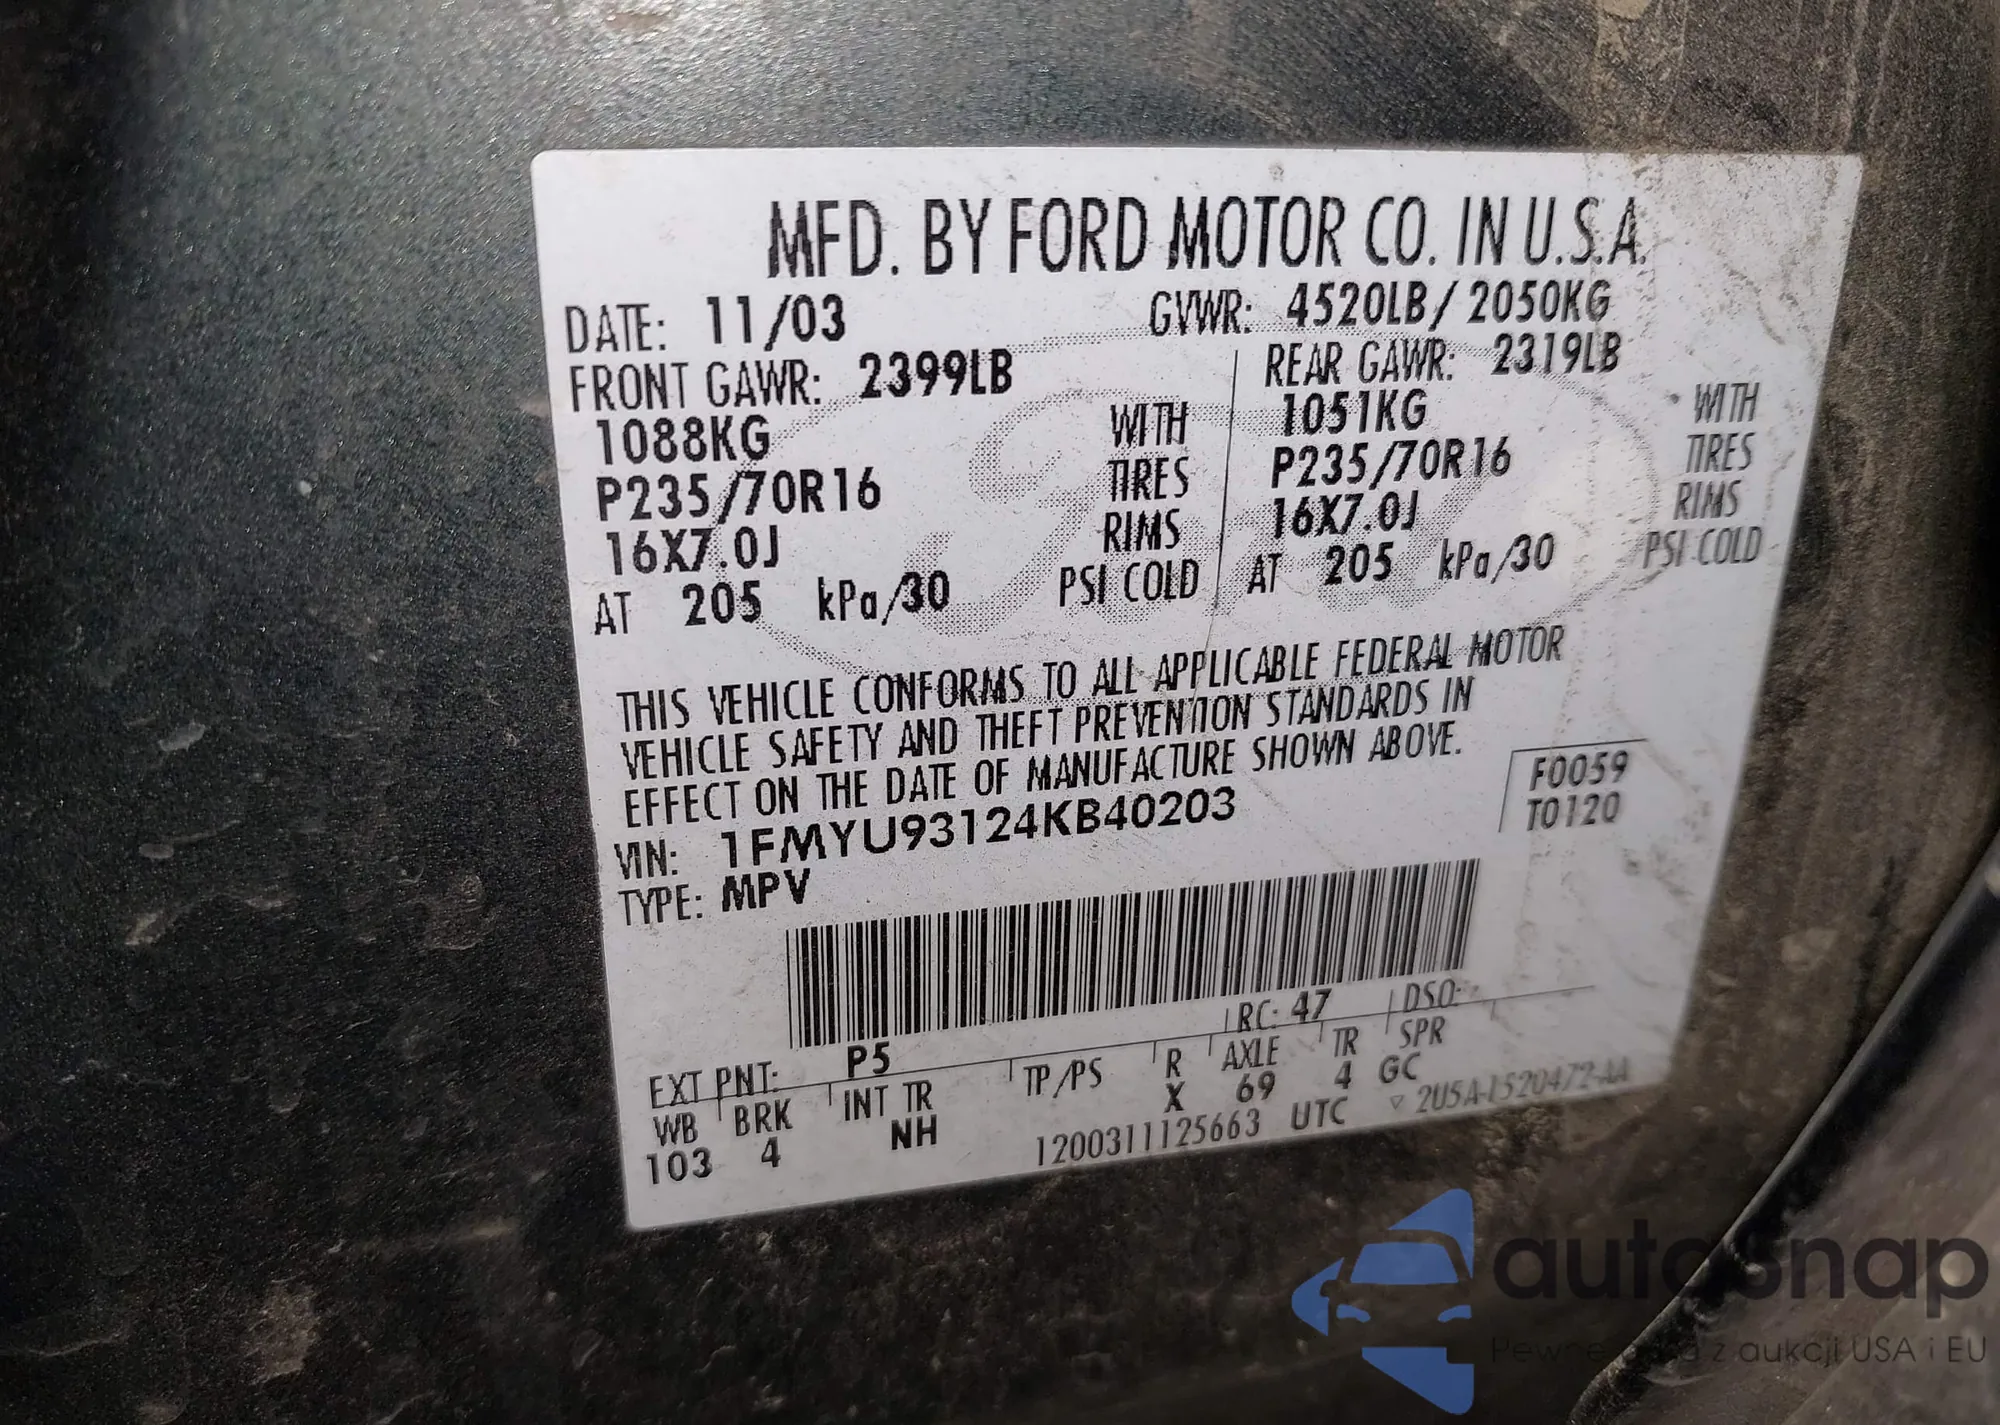 MFD. BY FORD MOTOR CO. IN U.S.A.
DATE: 11/03 GVWR: 4520LB/2050KG
FRONT GAWR: 2399LB REAR GAWR: 2319LB
1088KG WITH 1051KG WITH
P235/70R16 TIRES P235/70R16 TIRES
16X7.0J RIMS 16X7.0J RIMS
AT 205 kPa/30 PSI COLD AT 205 kPa/30 PSI COLD
THIS VEHICLE CONFORMS TO ALL APPLICABLE FEDERAL MOTOR
VEHICLE SAFETY AND THEFT PREVENTION STANDARDS IN
EFFECT ON THE DATE OF MANUFACTURE SHOWN ABOVE.
F0059
T0120
VIN: 1FMYU93124KB40203
TYPE: MPV
EXT PNT: P5 RC: 47 DSO:
WB BRK INT TR TP/PS R AXLE TR SPR
103 4 NH X 69 4 GC
1200311125663 UTC
autosnap
z aukcji USA i EU